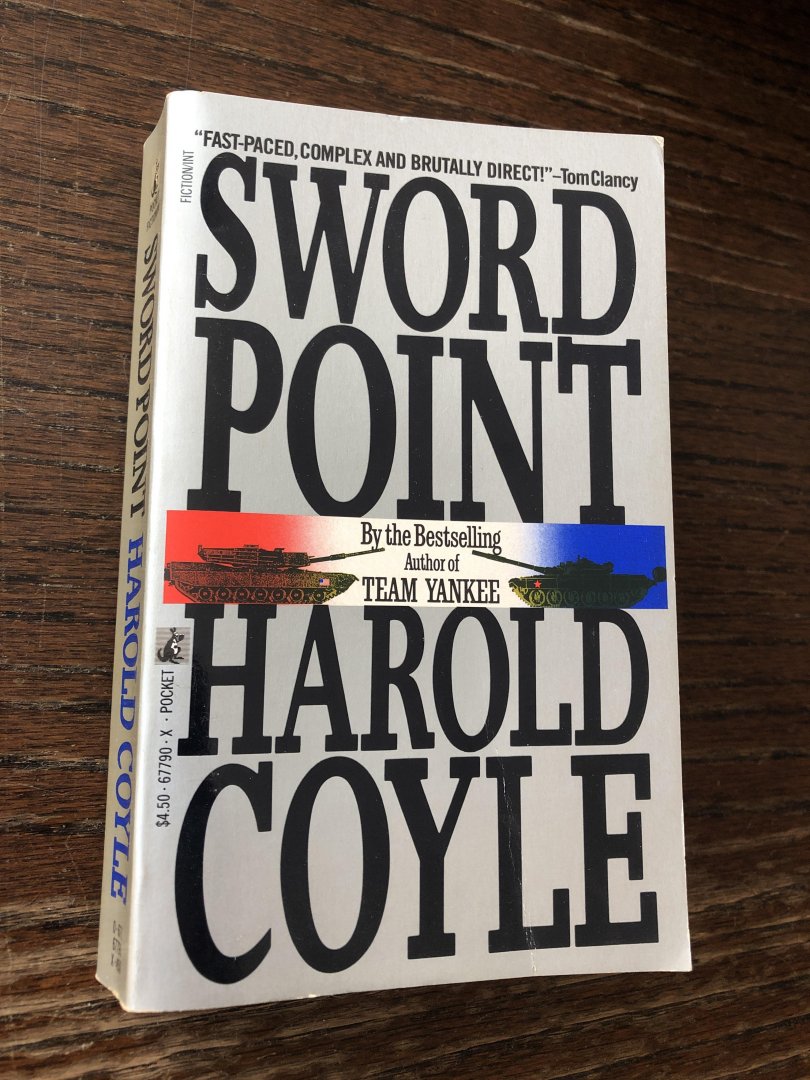 "FAST-PACED, COMPLEX AND BRUTALLY DIRECT!"–Tom Clancy
FICTION/INT
SWORD
POINT
By the Bestselling
Author of
TEAM YANKEE
HAROLD
COYLE
$4.50 · 67790 · X · POCKET
SWORD POINT HAROLD COYLE